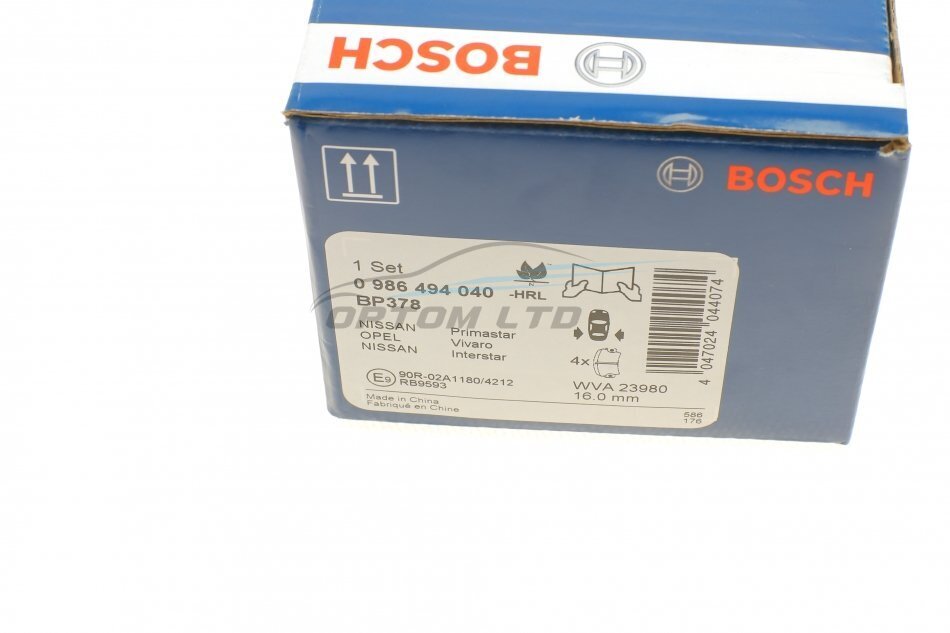 BOSCH
BOSCH
1 Set
0 986 494 040 -HRL
BP378
NISSAN Primastar
OPEL Vivaro
NISSAN Interstar
4x
E9 90R-02A1180/4212
RB9593
WVA 23980
16.0 mm
Made in China
Fabriqué en Chine
586
176
4 047024 044074
OPTOM LTD